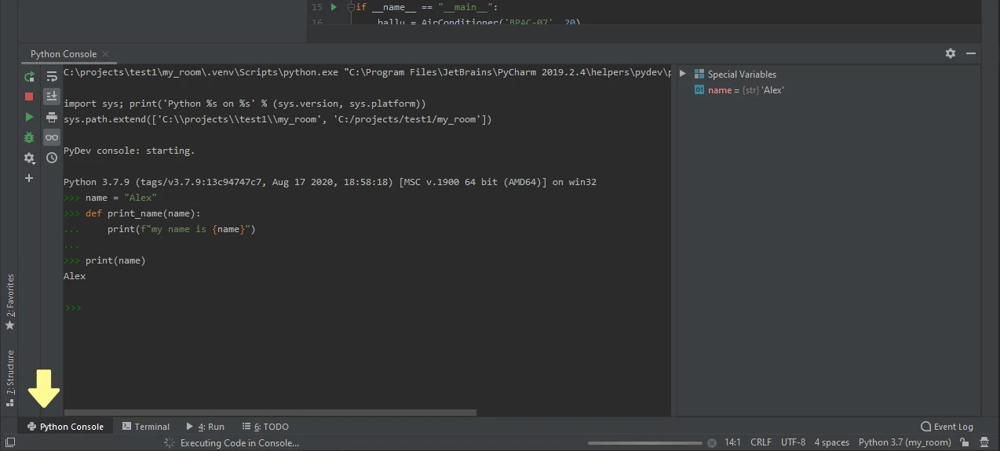 15 if __name__ == "__main__":
16 hallu = AirConditioner('BPAC-07', 20)
Python Console
C:\projects\test1\my_room\.venv\Scripts\python.exe "C:\Program Files\JetBrains\PyCharm 2019.2.4\helpers\pydev\p
import sys; print('Python %s on %s' % (sys.version, sys.platform))
sys.path.extend(['C:\\projects\\test1\\my_room', 'C:/projects/test1/my_room'])
PyDev console: starting.
Python 3.7.9 (tags/v3.7.9:13c94747c7, Aug 17 2020, 18:58:18) [MSC v.1900 64 bit (AMD64)] on win32
>>> name = "Alex"
>>> def print_name(name):
... print(f"my name is {name}")
...
>>> print(name)
Alex
>>>
Special Variables
01 name = {str} 'Alex'
2: Favorites
7: Structure
Python Console Terminal 4: Run 6: TODO Event Log
Executing Code in Console... 14:1 CRLF UTF-8 4 spaces Python 3.7 (my_room)